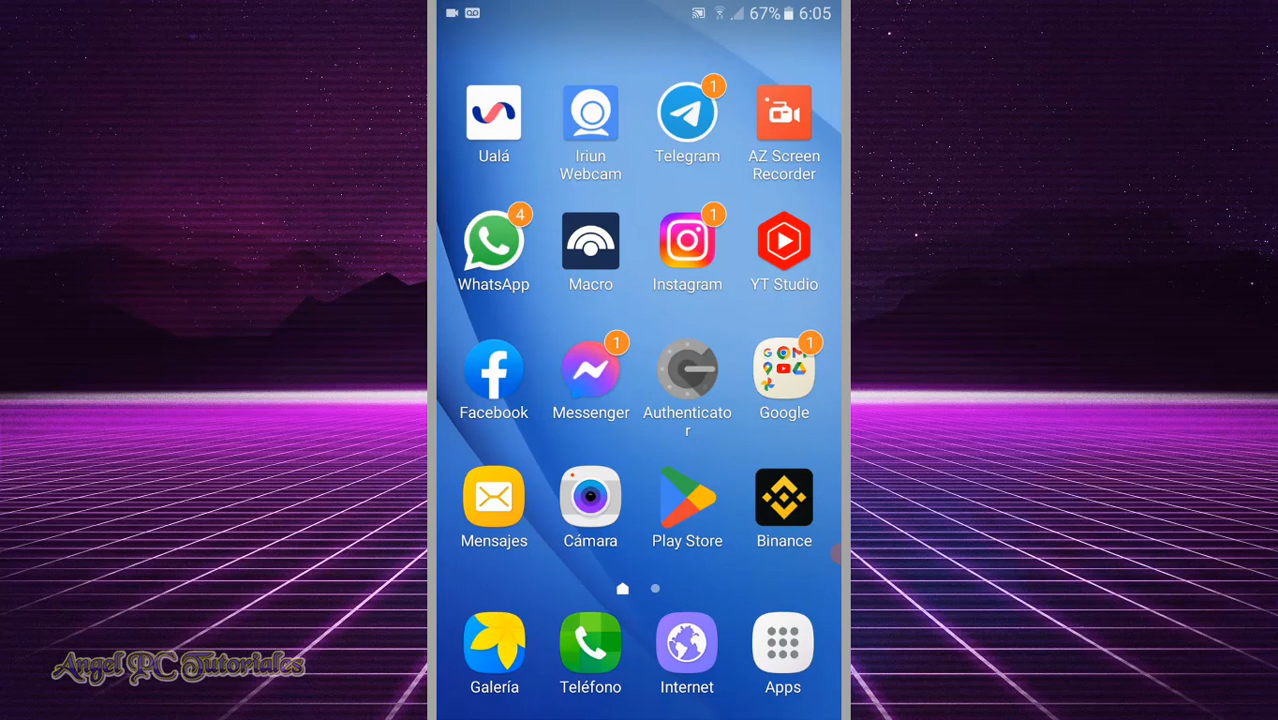 67% 6:05
1
Ualá Iriun Webcam Telegram AZ Screen Recorder
4 1
WhatsApp Macro Instagram YT Studio
1 1
Facebook Messenger Authenticator Google
Mensajes Cámara Play Store Binance
Galería Teléfono Internet Apps
Angel PC Tutoriales